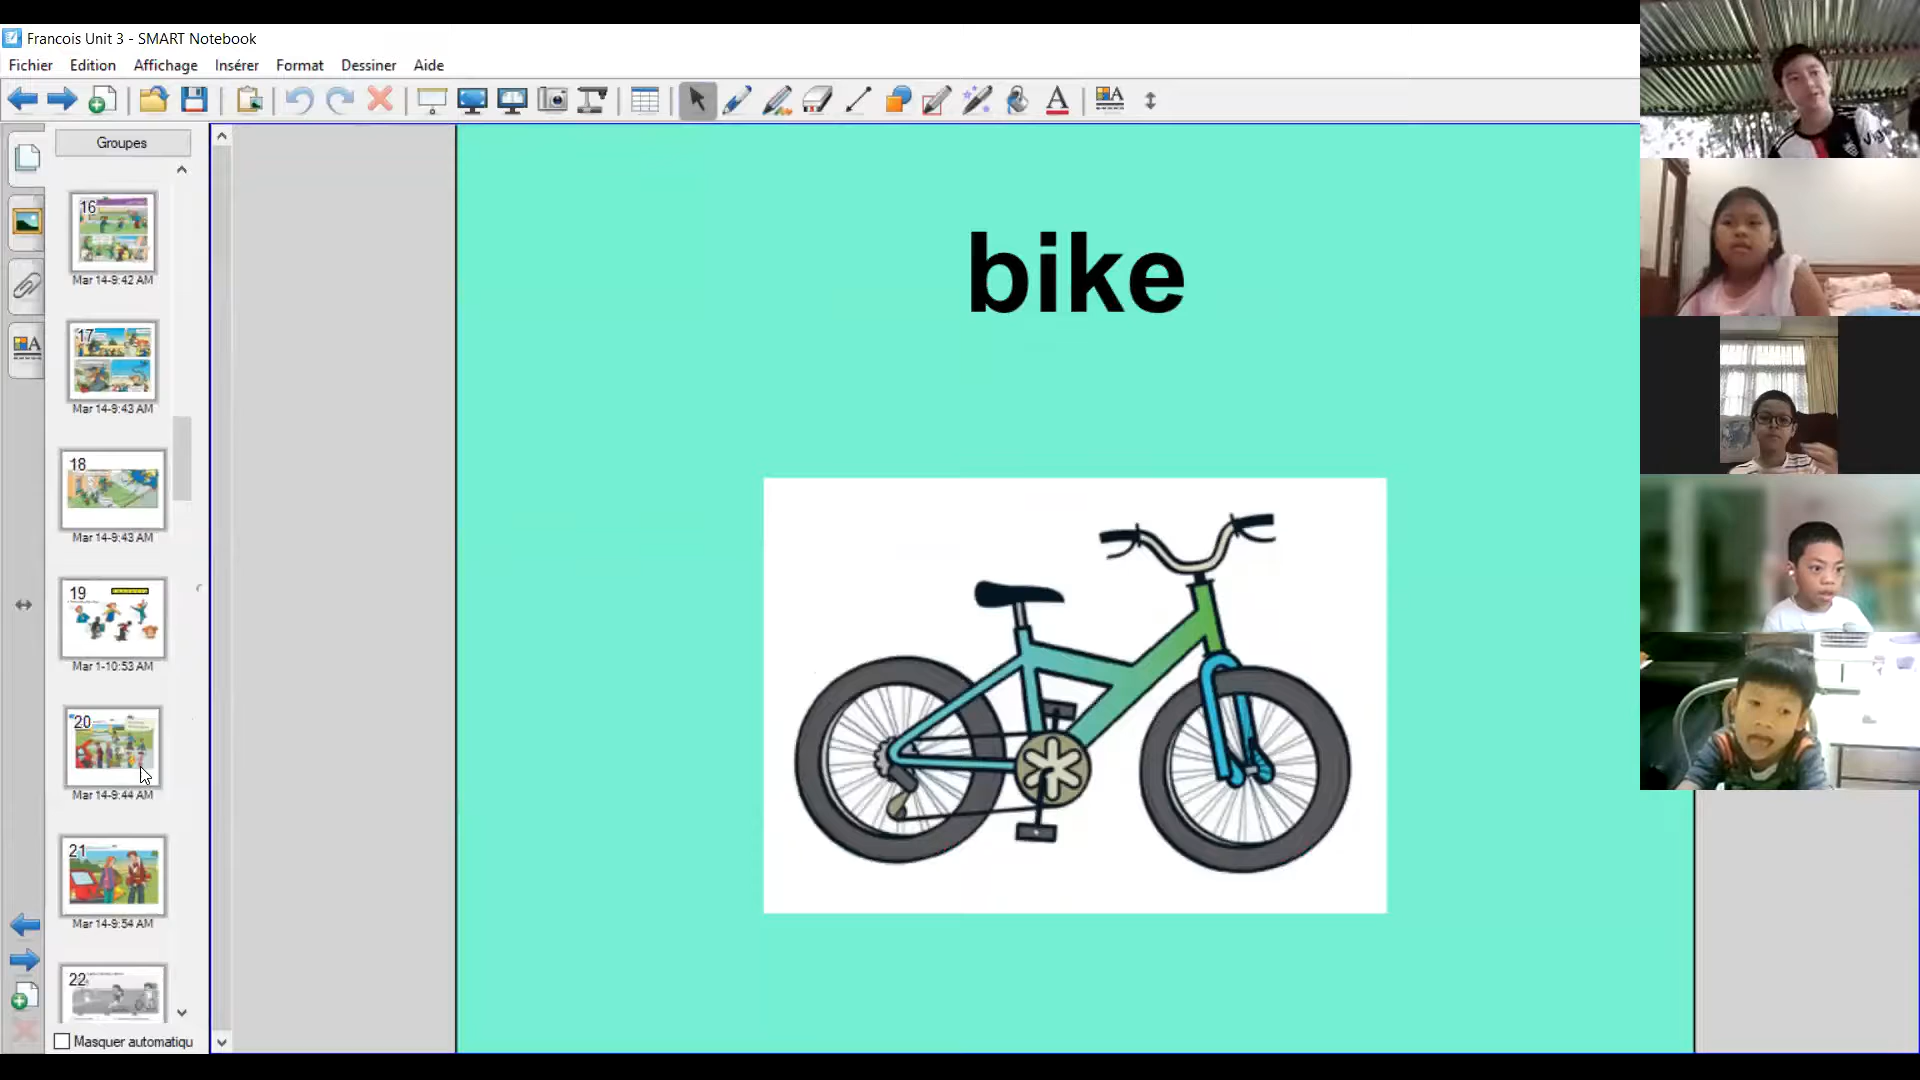 Francois Unit 3 - SMART Notebook
Fichier Edition Affichage Insérer Format Dessiner Aide
Groupes
16
Mar 14-9:42 AM
17
Mar 14-9:43 AM
18
Mar 14-9:43 AM
19
Mar 1-10:53 AM
20
Mar 14-9:44 AM
21
Mar 14-9:54 AM
22
Masquer automatiqu
bike